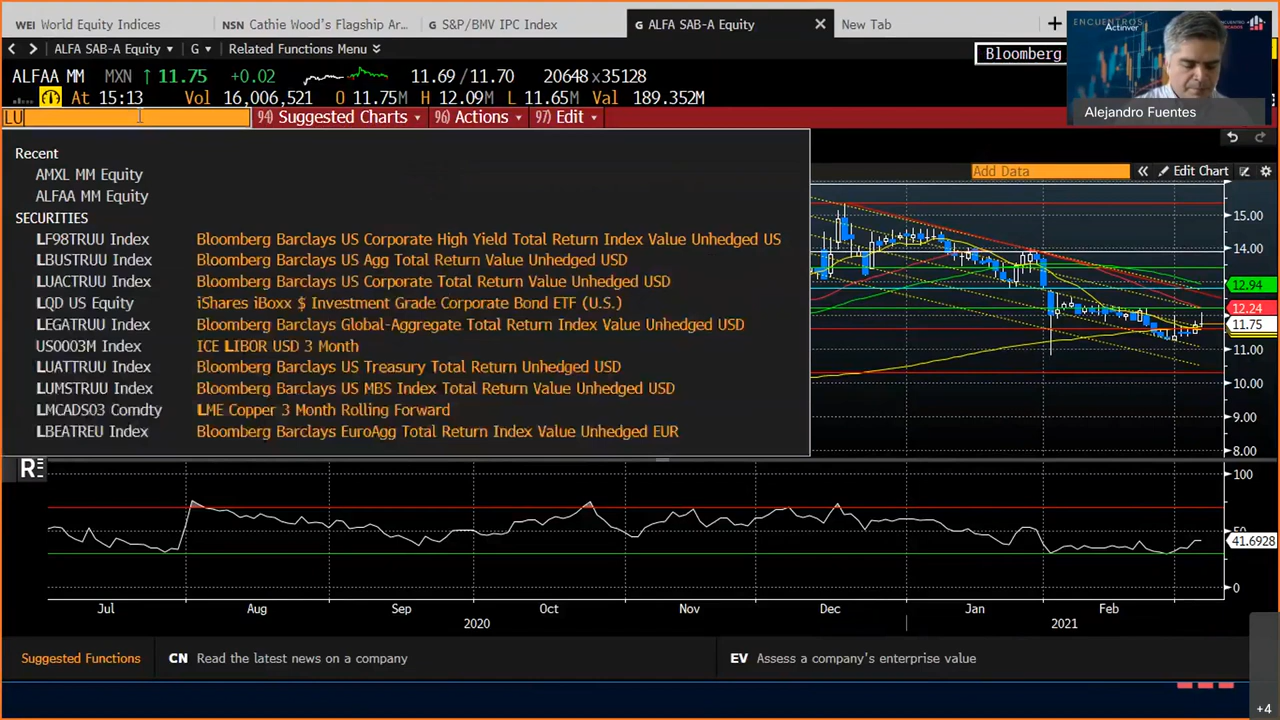 WEI World Equity Indices
NSN Cathie Wood's Flagship Ar...
G S&P/BMV IPC Index
G ALFA SAB-A Equity
New Tab
ALFA SAB-A Equity
G
Related Functions Menu
Bloomberg
ENCUENTROS
Actinver
Alejandro Fuentes
ALFAA MM MXN ↑ 11.75 +0.02 11.69 / 11.70 20648 x 35128
At 15:13 Vol 16,006,521 O 11.75M H 12.09M L 11.65M Val 189.352M
LU
94) Suggested Charts
96) Actions
97) Edit
Recent
AMXL MM Equity
ALFAA MM Equity
SECURITIES
LF98TRUU Index Bloomberg Barclays US Corporate High Yield Total Return Index Value Unhedged US
LBUSTRUU Index Bloomberg Barclays US Agg Total Return Value Unhedged USD
LUACTRUU Index Bloomberg Barclays US Corporate Total Return Value Unhedged USD
LQD US Equity iShares iBoxx $ Investment Grade Corporate Bond ETF (U.S.)
LEGATRUU Index Bloomberg Barclays Global-Aggregate Total Return Index Value Unhedged USD
US0003M Index ICE LIBOR USD 3 Month
LUATTRUU Index Bloomberg Barclays US Treasury Total Return Unhedged USD
LUMSTRUU Index Bloomberg Barclays US MBS Index Total Return Value Unhedged USD
LMCADS03 Comdty LME Copper 3 Month Rolling Forward
LBEATREU Index Bloomberg Barclays EuroAgg Total Return Index Value Unhedged EUR
Add Data
Edit Chart
15.00
14.00
12.94
12.24
11.75
11.00
10.00
9.00
8.00
R
100
50
41.6928
0
Jul Aug Sep Oct Nov Dec Jan Feb
2020 2021
Suggested Functions
CN Read the latest news on a company
EV Assess a company's enterprise value
+4